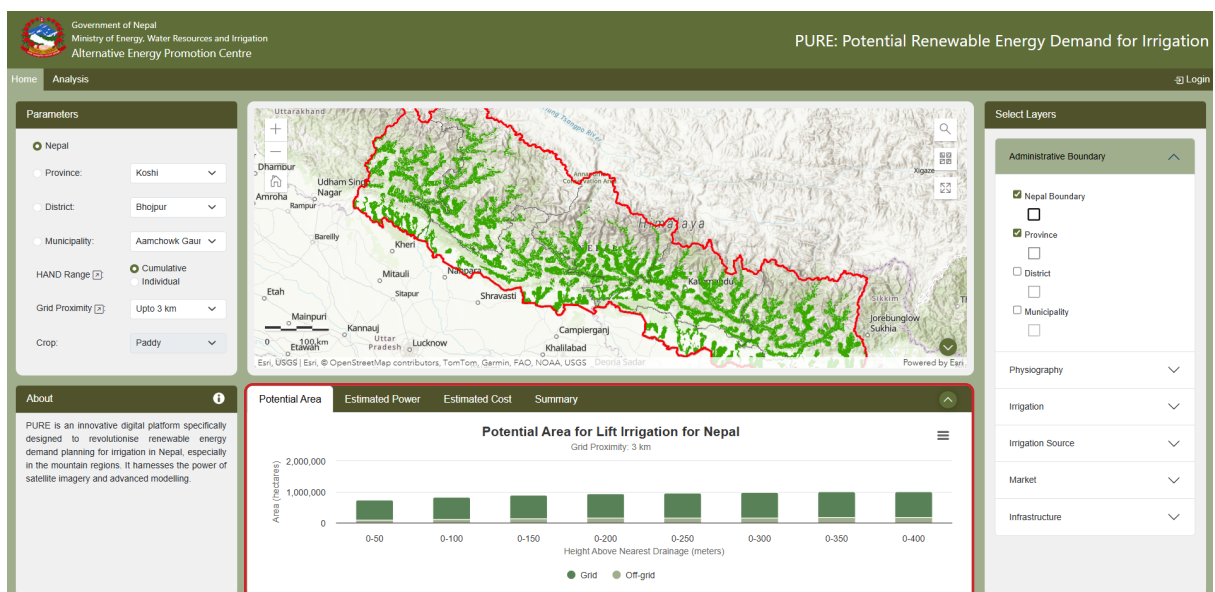 Government of Nepal
Ministry of Energy, Water Resources and Irrigation
Alternative Energy Promotion Centre
PURE: Potential Renewable Energy Demand for Irrigation
Home Analysis
Login
Parameters
Nepal
Province: Koshi
District: Bhojpur
Municipality: Aamchowk Gaur
HAND Range
Cumulative
Individual
Grid Proximity Upto 3 km
Crop: Paddy
Uttarakhand
Tsangpo River
Dhampur
Udham Singh
Nagar
Amroha
Rampur
Xigaze
Bareilly
Kheri
Himalaya
Mitauli
Nanpara
Kathmandu
Etah
Sitapur
Shravasti
Sikkim
Mainpuri
Kannauj
Campierganj
Jorebunglow
Sukhia
0 100 km
Etawah
Uttar
Pradesh
Lucknow
Khalilabad
Deoria Sadar
Esri, USGS | Esri, © OpenStreetMap contributors, TomTom, Garmin, FAO, NOAA, USGS
Powered by Esri
Select Layers
Administrative Boundary
Nepal Boundary
Province
District
Municipality
Physiography
Irrigation
Irrigation Source
Market
Infrastructure
About
PURE is an innovative digital platform specifically
designed to revolutionise renewable energy
demand planning for irrigation in Nepal, especially
in the mountain regions. It harnesses the power of
satellite imagery and advanced modelling.
Potential Area Estimated Power Estimated Cost Summary
Potential Area for Lift Irrigation for Nepal
Grid Proximity: 3 km
Area (hectares)
2,000,000
1,000,000
0
0-50 0-100 0-150 0-200 0-250 0-300 0-350 0-400
Height Above Nearest Drainage (meters)
Grid Off-grid